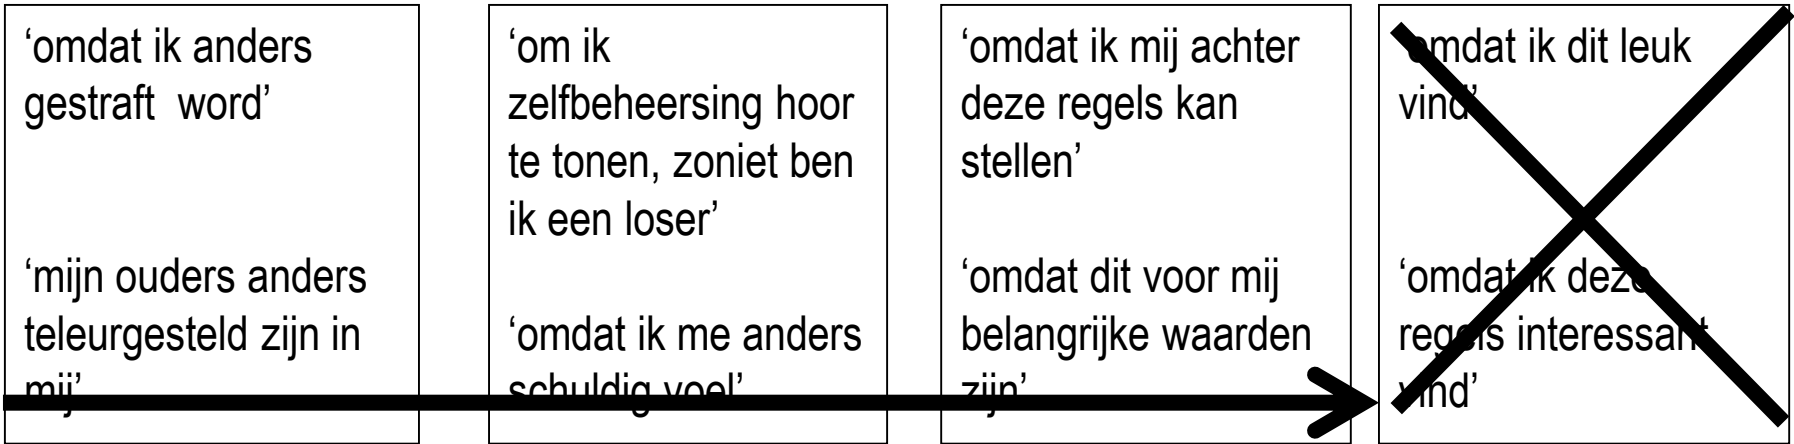 ‘omdat ik anders
gestraft  word’
‘mijn ouders anders
teleurgesteld zijn in
mij’
‘om ik
zelfbeheersing hoor
te tonen, zoniet ben
ik een loser’
‘omdat ik me anders
schuldig voel’
‘omdat ik mij achter
deze regels kan
stellen’
‘omdat dit voor mij
belangrijke waarden
zijn’
‘omdat ik dit leuk
vind’
‘omdat ik deze
regels interessant
vind’